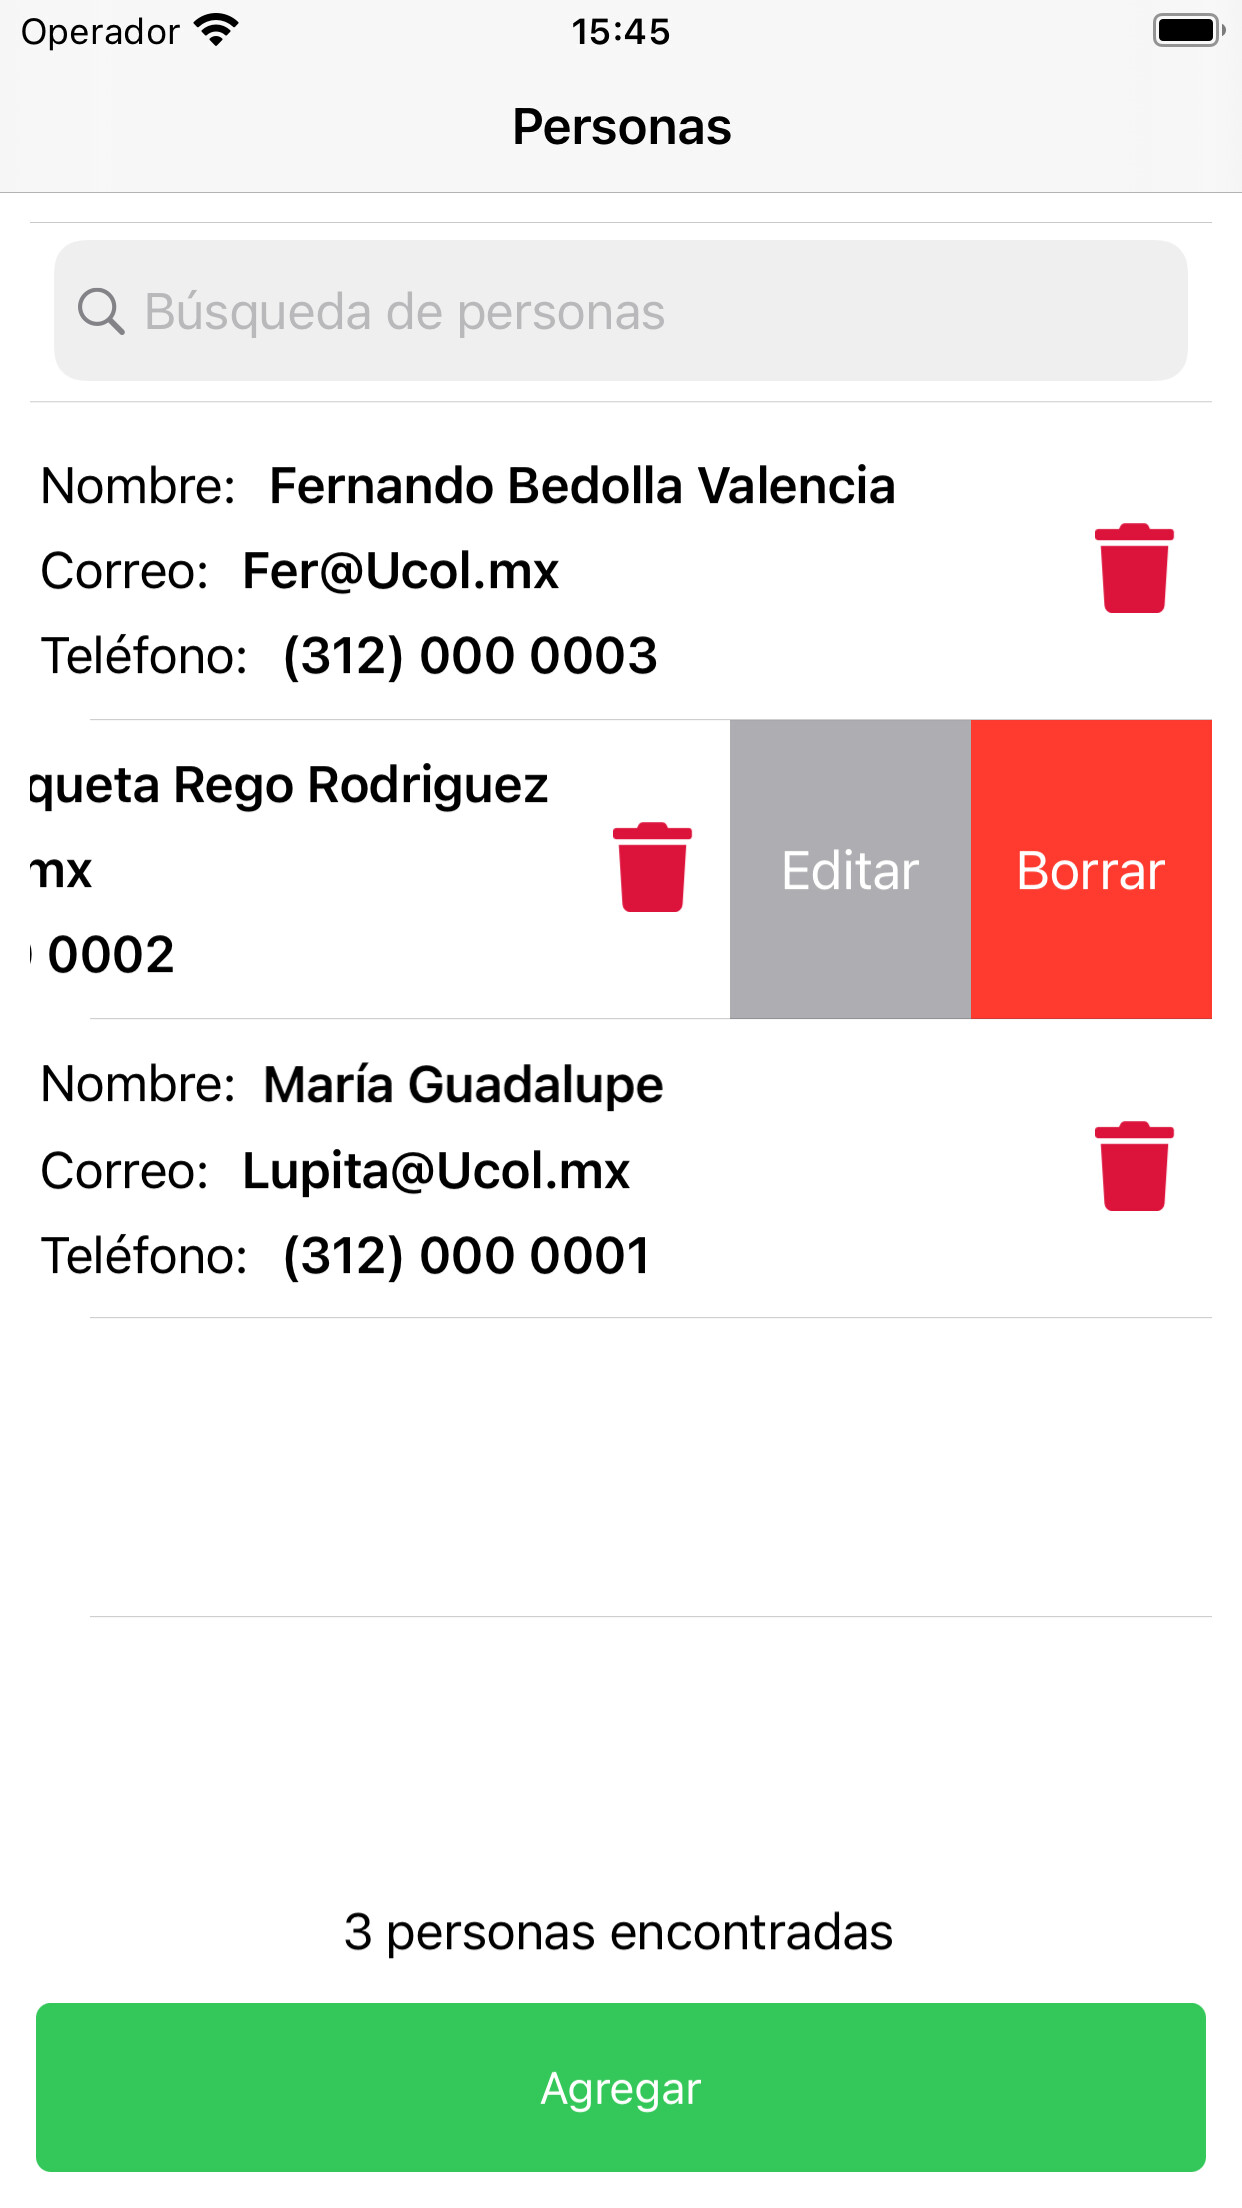 Operador 15:45
Personas
Búsqueda de personas
Nombre: Fernando Bedolla Valencia
Correo: Fer@Ucol.mx
Teléfono: (312) 000 0003
queta Rego Rodriguez
mx
0002
Editar
Borrar
Nombre: María Guadalupe
Correo: Lupita@Ucol.mx
Teléfono: (312) 000 0001
3 personas encontradas
Agregar